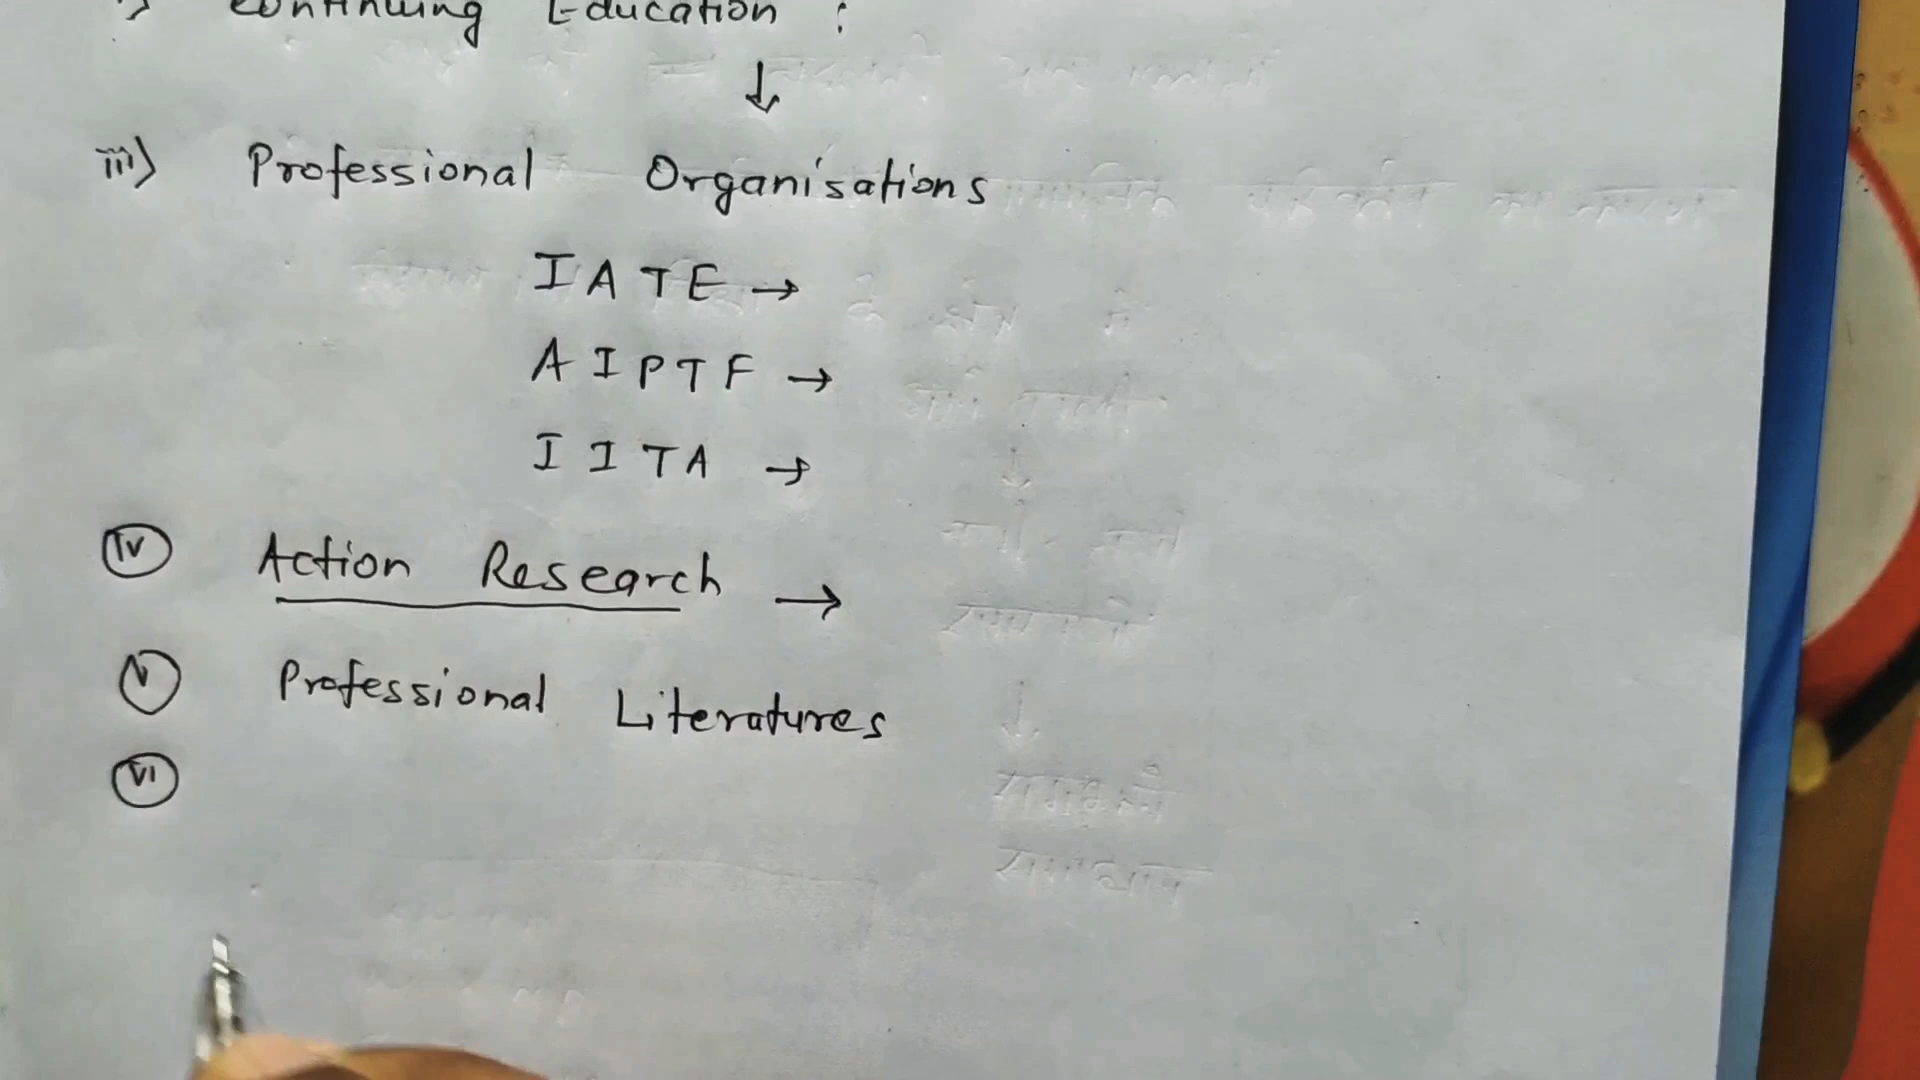 Continuing Education :
↓
iii) Professional Organisations
IATE →
AIPTF →
IITA →
iv Action Research →
v Professional Literatures
vi